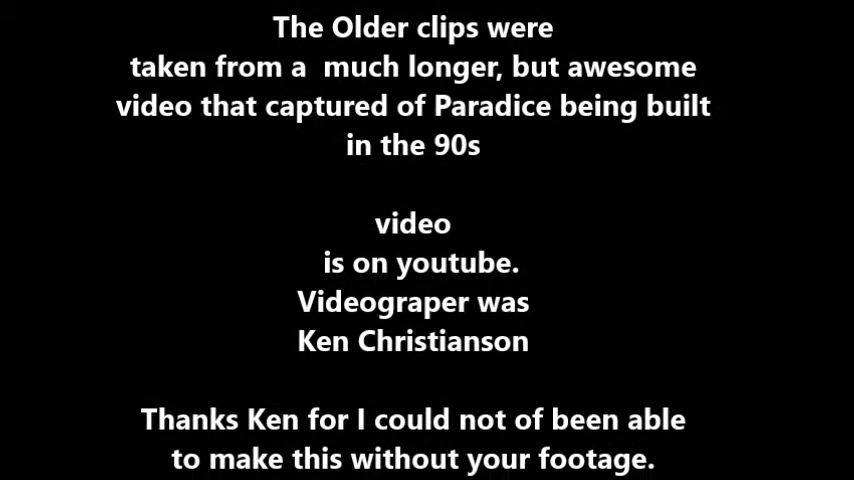 The Older clips were
taken from a  much longer, but awesome
video that captured of Paradice being built
in the 90s
video
is on youtube.
Videograper was
Ken Christianson
Thanks Ken for I could not of been able
to make this without your footage.